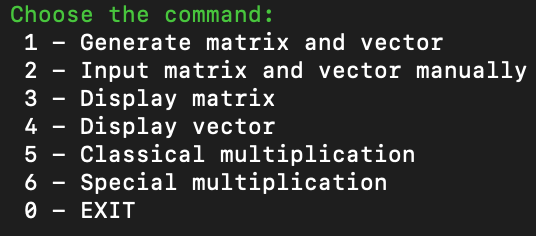 Choose the command:
1 – Generate matrix and vector
2 – Input matrix and vector manually
3 – Display matrix
4 – Display vector
5 – Classical multiplication
6 – Special multiplication
0 – EXIT